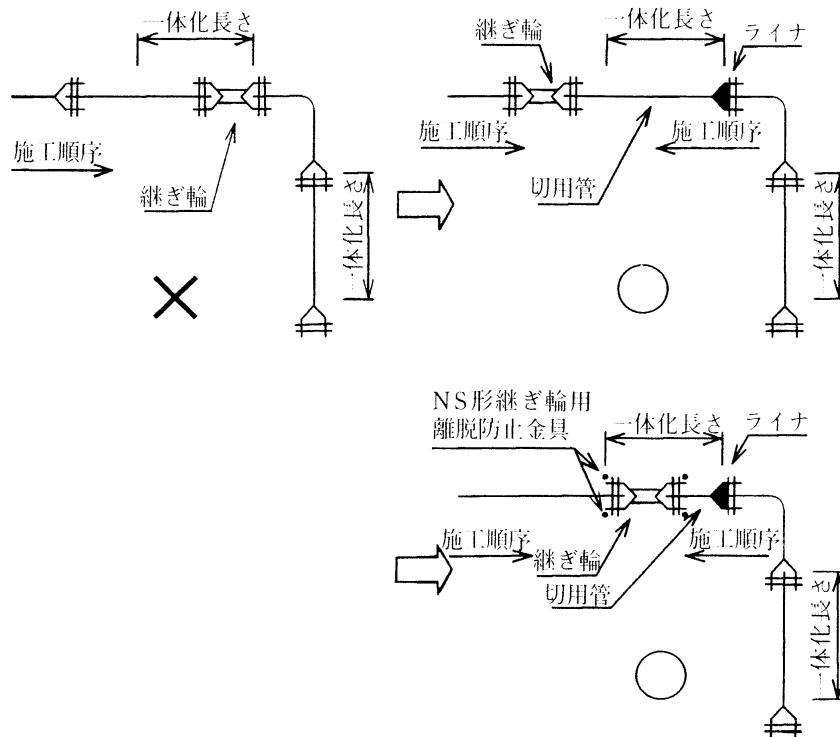 一体化長さ
施工順序
継ぎ輪
一体化長さ
継ぎ輪
一体化長さ
ライナ
施工順序
施工順序
切用管
一体化長さ
NS形継ぎ輪用
離脱防止金具
一体化長さ
ライナ
施工順序
継ぎ輪
施工順序
切用管
一体化長さ